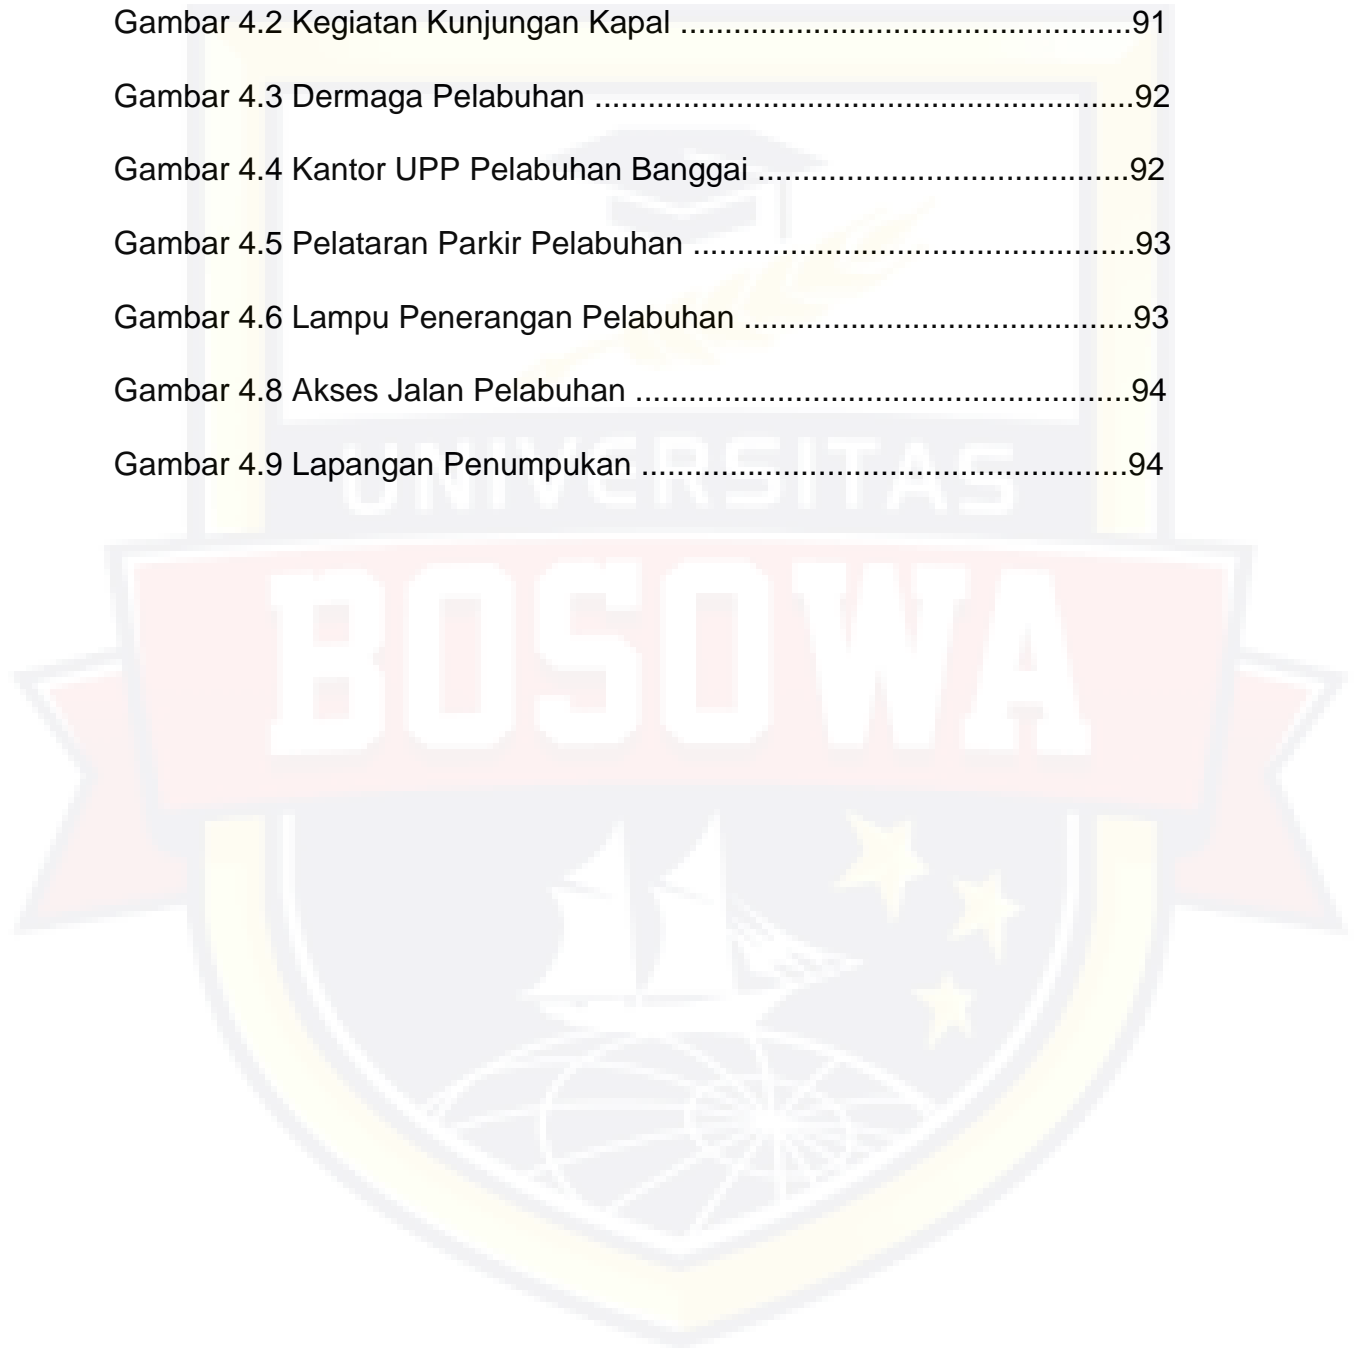 Gambar 4.2 Kegiatan Kunjungan Kapal ....................................................91
Gambar 4.3 Dermaga Pelabuhan ..............................................................92
Gambar 4.4 Kantor UPP Pelabuhan Banggai ...........................................92
Gambar 4.5 Pelataran Parkir Pelabuhan ...................................................93
Gambar 4.6 Lampu Penerangan Pelabuhan .............................................93
Gambar 4.8 Akses Jalan Pelabuhan .........................................................94
Gambar 4.9 Lapangan Penumpukan ........................................................94
UNIVERSITAS
BOSOWA